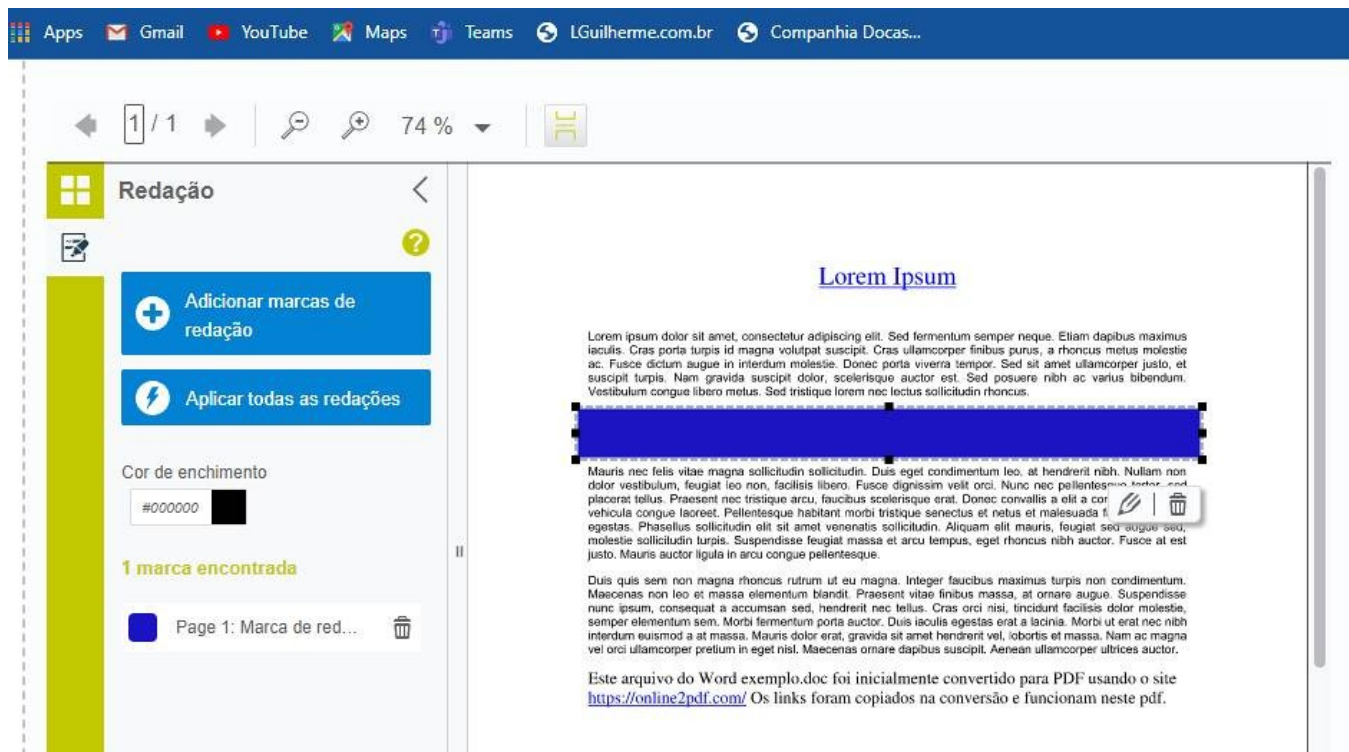 Apps Gmail YouTube Maps Teams LGuilherme.com.br Companhia Docas...
1 / 1 74 %
Redação
?
Adicionar marcas de
redação
Aplicar todas as redações
Cor de enchimento
#000000
1 marca encontrada
Page 1: Marca de red...
Lorem Ipsum
Lorem ipsum dolor sit amet, consectetur adipiscing elit. Sed fermentum semper neque. Etiam dapibus maximus
iaculis. Cras porta turpis id magna volutpat suscipit. Cras ullamcorper finibus purus, a rhoncus metus molestie
ac. Fusce dictum augue in interdum molestie. Donec porta viverra tempor. Sed sit amet ullamcorper justo, et
suscipit turpis. Nam gravida suscipit dolor, scelerisque auctor est. Sed posuere nibh ac varius bibendum.
Vestibulum congue libero metus. Sed tristique lorem nec lectus sollicitudin rhoncus.
Mauris nec felis vitae magna sollicitudin sollicitudin. Duis eget condimentum leo, at hendrerit nibh. Nullam non
dolor vestibulum, feugiat leo non, facilisis libero. Fusce dignissim velit orci. Nunc nec pellentesque tortor, sed
placerat tellus. Praesent nec tristique arcu, faucibus scelerisque erat. Donec convallis a elit a
vehicula congue laoreet. Pellentesque habitant morbi tristique senectus et netus et malesuada
egestas. Phasellus sollicitudin elit sit amet venenatis sollicitudin. Aliquam elit mauris, feugiat sed augue sed,
molestie sollicitudin turpis. Suspendisse feugiat massa et arcu tempus, eget rhoncus nibh auctor. Fusce at est
justo. Mauris auctor ligula in arcu congue pellentesque.
Duis quis sem non magna rhoncus rutrum ut eu magna. Integer faucibus maximus turpis non condimentum.
Maecenas non leo et massa elementum blandit. Praesent vitae finibus massa, at ornare augue. Suspendisse
nunc ipsum, consequat a accumsan sed, hendrerit nec tellus. Cras orci nisi, tincidunt facilisis dolor molestie,
semper elementum sem. Morbi fermentum porta auctor. Duis iaculis egestas erat a lacinia. Morbi ut erat nec nibh
interdum euismod a at massa. Mauris dolor erat, gravida sit amet hendrerit vel, lobortis et massa. Nam ac magna
vel orci ullamcorper pretium in eget nisl. Maecenas ornare dapibus suscipit. Aenean ullamcorper ultrices auctor.
Este arquivo do Word exemplo.doc foi inicialmente convertido para PDF usando o site
https://online2pdf.com/ Os links foram copiados na conversão e funcionam neste pdf.